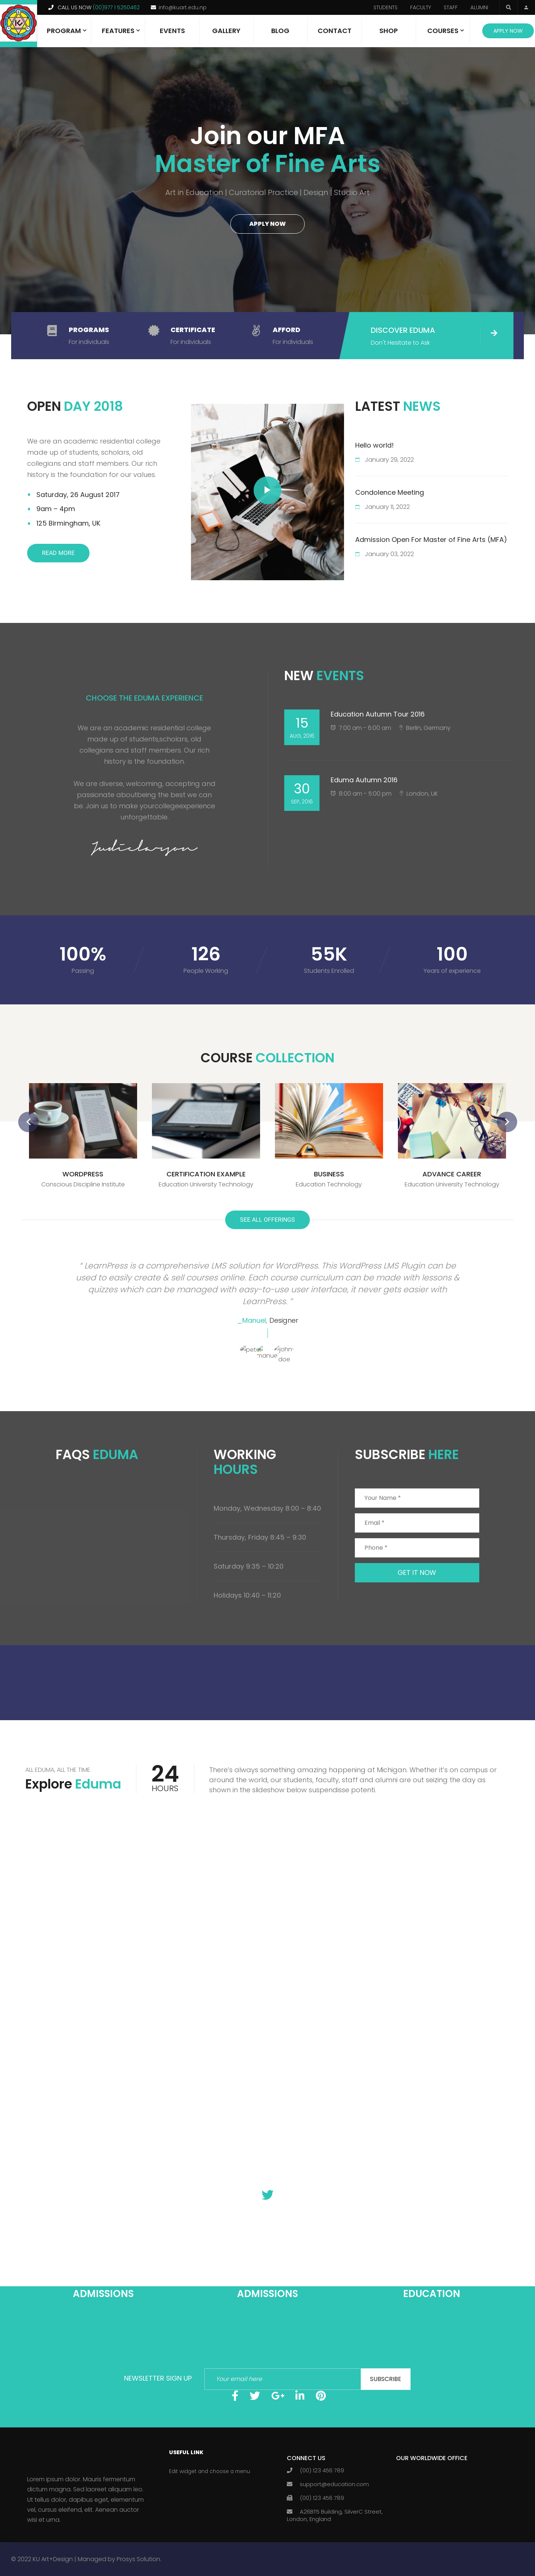 CALL US NOW (00)977 1 5250462
info@kuart.edu.np
STUDENTS
FACULTY
STAFF
ALUMNI
PROGRAM
FEATURES
EVENTS
GALLERY
BLOG
CONTACT
SHOP
COURSES
APPLY NOW
Join our MFA
Master of Fine Arts
Art in Education | Curatorial Practice | Design | Studio Art
APPLY NOW
PROGRAMS
For individuals
CERTIFICATE
For individuals
AFFORD
For individuals
DISCOVER EDUMA
Don't Hesitate to Ask
OPEN DAY 2018
We are an academic residential college
made up of students, scholars, old
collegians and staff members. Our rich
history is the foundation for our values.
Saturday, 26 August 2017
9am – 4pm
125 Birmingham, UK
READ MORE
LATEST NEWS
Hello world!
January 29, 2022
Condolence Meeting
January 11, 2022
Admission Open For Master of Fine Arts (MFA)
January 03, 2022
CHOOSE THE EDUMA EXPERIENCE
We are an academic residential college
made up of students,scholars, old
collegians and staff members. Our rich
history is the foundation.
We are diverse, welcoming, accepting and
passionate aboutbeing the best we can
be. Join us to make yourcollegeexperience
unforgettable.
NEW EVENTS
15
AUG, 2016
Education Autumn Tour 2016
7:00 am - 6:00 am
Berlin, Germany
30
SEP, 2015
Eduma Autumn 2016
8:00 am - 5:00 pm
London, UK
100%
Passing
126
People Working
55K
Students Enrolled
100
Years of experience
COURSE COLLECTION
WORDPRESS
Conscious Discipline Institute
CERTIFICATION EXAMPLE
Education University Technology
BUSINESS
Education Technology
ADVANCE CAREER
Education University Technology
SEE ALL OFFERINGS
“ LearnPress is a comprehensive LMS solution for WordPress. This WordPress LMS Plugin can be
used to easily create & sell courses online. Each course curriculum can be made with lessons &
quizzes which can be managed with easy-to-use user interface, it never gets easier with
LearnPress. ”
_Manuel, Designer
peter
manuel
john-
doe
FAQS EDUMA
WORKING
HOURS
Monday, Wednesday 8:00 – 8:40
Thursday, Friday 8:45 – 9:30
Saturday 9:35 – 10:20
Holidays 10:40 – 11:20
SUBSCRIBE HERE
Your Name *
Email *
Phone *
GET IT NOW
ALL EDUMA, ALL THE TIME
Explore Eduma
24
HOURS
There’s always something amazing happening at Michigan. Whether it’s on campus or
around the world, our students, faculty, staff and alumni are out seizing the day as
shown in the slideshow below suspendisse potenti.
ADMISSIONS
ADMISSIONS
EDUCATION
NEWSLETTER SIGN UP
Your email here
SUBSCRIBE
Lorem ipsum dolor. Mauris fermentum
dictum magna. Sed laoreet aliquam leo.
Ut tellus dolor, dapibus eget, elementum
vel, cursus eleifend, elit. Aenean auctor
wisi et urna.
USEFUL LINK
Edit widget and choose a menu
CONNECT US
(00) 123 456 789
support@education.com
(00) 123 456 789
A2BB75 Building, SilverC Street,
London, England
OUR WORLDWIDE OFFICE
© 2022 KU Art+Design | Managed by Prosys Solution.